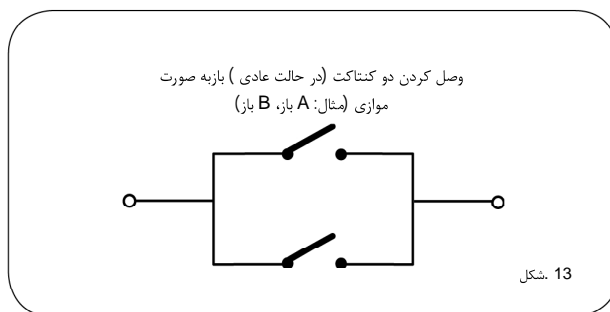 وصل کردن دو کنتاکت (در حالت عادی ) بازبه صورت
موازی (مثال: A باز، B باز)
13 .شکل